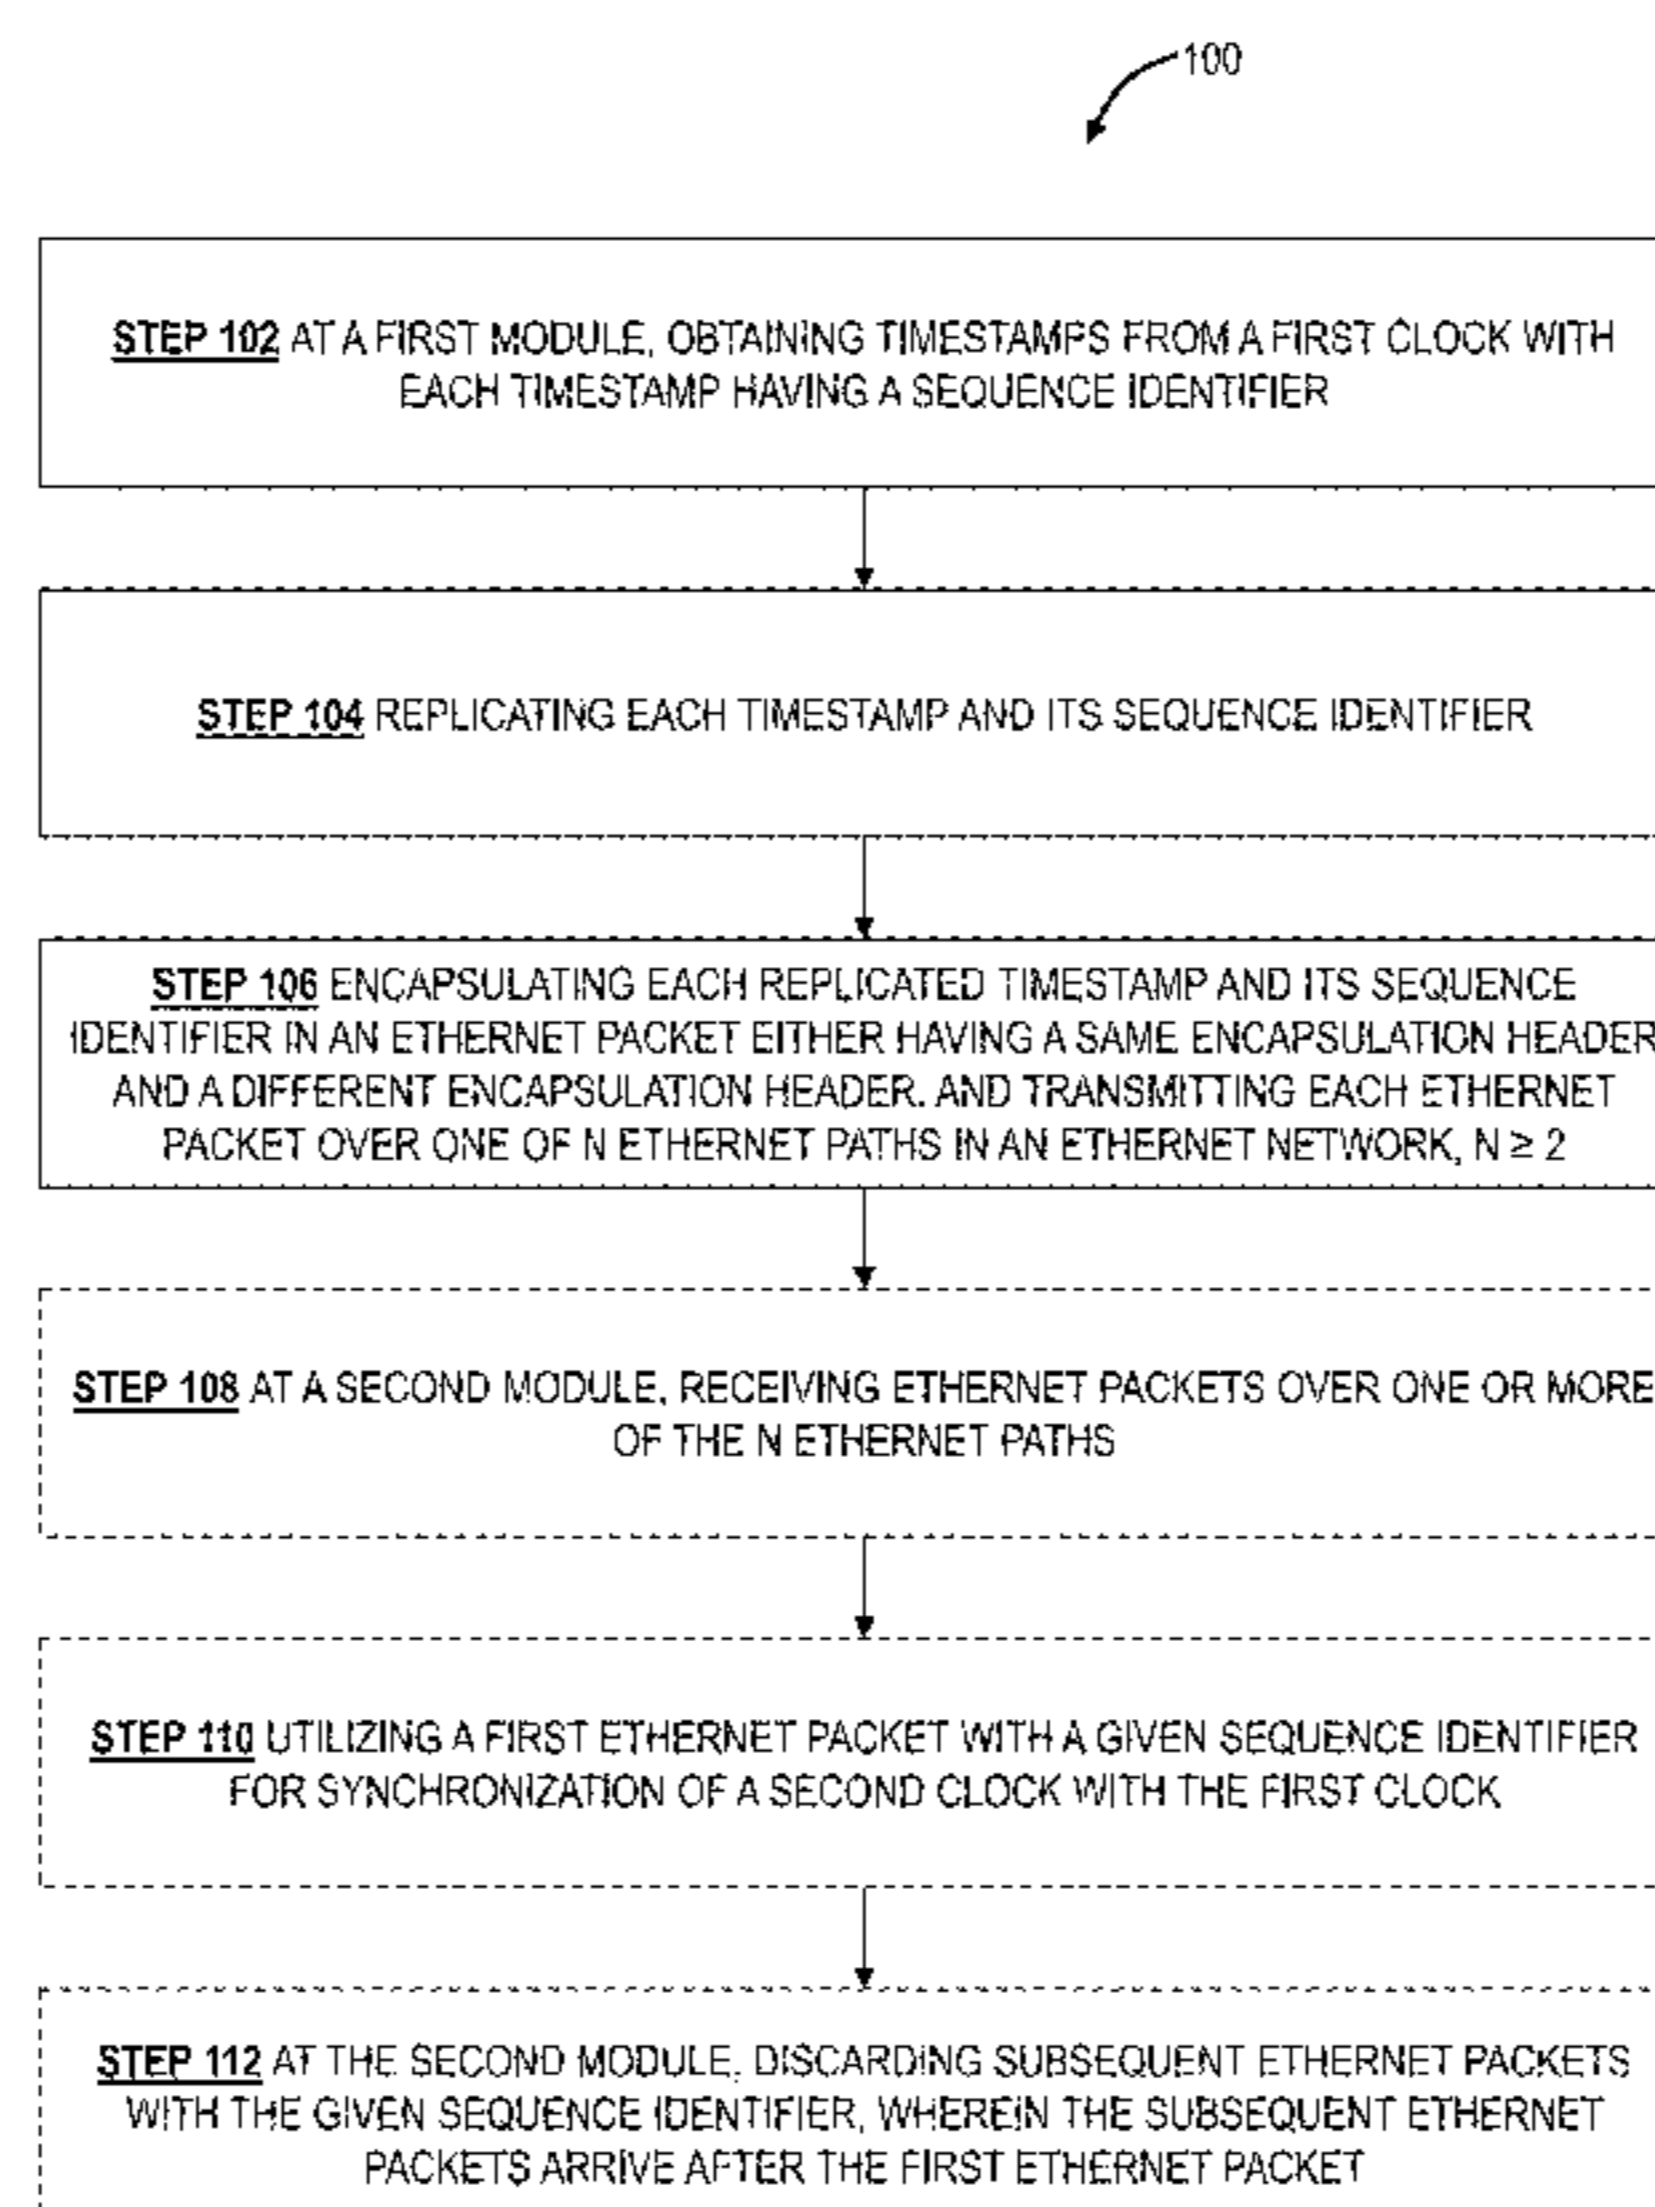 100
STEP 102 AT A FIRST MODULE, OBTAINING TIMESTAMPS FROM A FIRST CLOCK WITH
EACH TIMESTAMP HAVING A SEQUENCE IDENTIFIER
STEP 104 REPLICATING EACH TIMESTAMP AND ITS SEQUENCE IDENTIFIER
STEP 106 ENCAPSULATING EACH REPLICATED TIMESTAMP AND ITS SEQUENCE
IDENTIFIER IN AN ETHERNET PACKET EITHER HAVING A SAME ENCAPSULATION HEADER
AND A DIFFERENT ENCAPSULATION HEADER, AND TRANSMITTING EACH ETHERNET
PACKET OVER ONE OF N ETHERNET PATHS IN AN ETHERNET NETWORK, N ≥ 2
STEP 108 AT A SECOND MODULE, RECEIVING ETHERNET PACKETS OVER ONE OR MORE
OF THE N ETHERNET PATHS
STEP 110 UTILIZING A FIRST ETHERNET PACKET WITH A GIVEN SEQUENCE IDENTIFIER
FOR SYNCHRONIZATION OF A SECOND CLOCK WITH THE FIRST CLOCK
STEP 112 AT THE SECOND MODULE, DISCARDING SUBSEQUENT ETHERNET PACKETS
WITH THE GIVEN SEQUENCE IDENTIFIER, WHEREIN THE SUBSEQUENT ETHERNET
PACKETS ARRIVE AFTER THE FIRST ETHERNET PACKET